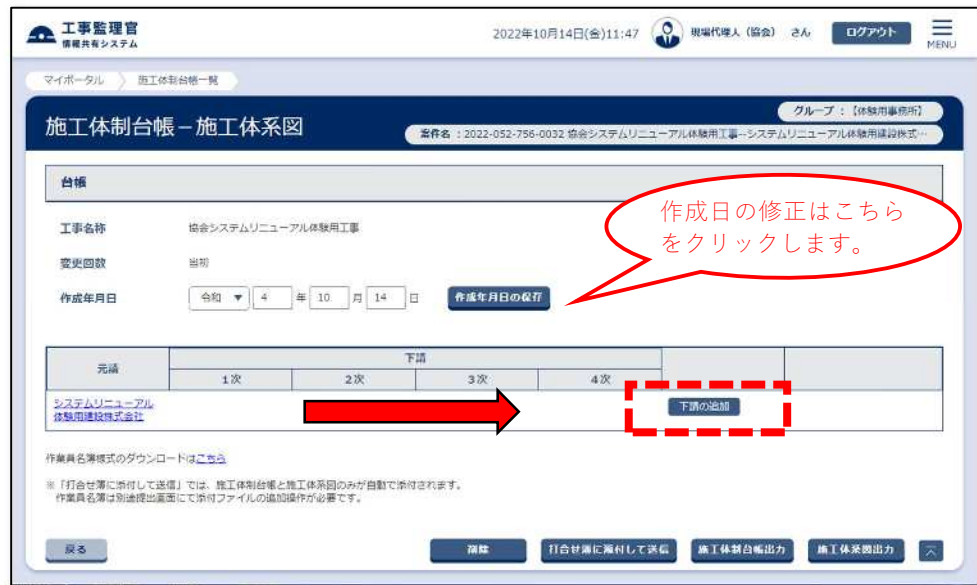 工事監理官
情報共有システム
2022年10月14日(金)11:47
現場代理人（協会） さん
ログアウト
MENU
マイポータル
施工体制台帳一覧
施工体制台帳－施工体系図
グループ：【体験用事務所】
案件名：2022-052-756-0032 協会システムリニューアル体験用工事--システムリニューアル体験用建設株式…
台帳
作成日の修正はこちら
をクリックします。
工事名称 協会システムリニューアル体験用工事
変更回数 当初
作成年月日 令和 ▼ 4 年 10 月 14 日 作成年月日の保存
元請 下請
1次 2次 3次 4次
システムリニューアル
体験用建設株式会社
下請の追加
作業員名簿様式のダウンロードはこちら
※「打合せ簿に添付して送信」では、施工体制台帳と施工体系図のみが自動で添付されます。
作業員名簿は別途提出画面にて添付ファイルの追加操作が必要です。
戻る 削除 打合せ簿に添付して送信 施工体制台帳出力 施工体系図出力